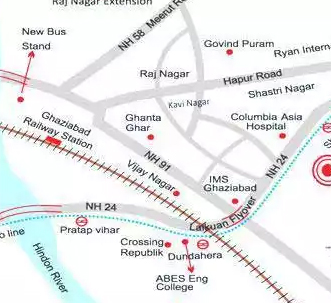 Raj Nagar Extension
New Bus
Stand
NH 58
Meerut R
Govind Puram
Ryan Intern
Raj Nagar
Hapur Road
Shastri Nagar
Kavi Nagar
Ghaziabad
Railway Station
Ghanta
Ghar
Columbia Asia
Hospital
NH 91
NH 24
Vijay Nagar
IMS
Ghaziabad
NH 24
Lalkuan Flyover
o line
Pratap vihar
Crossing
Republik
Dundahera
Hindon River
ABES Eng
College